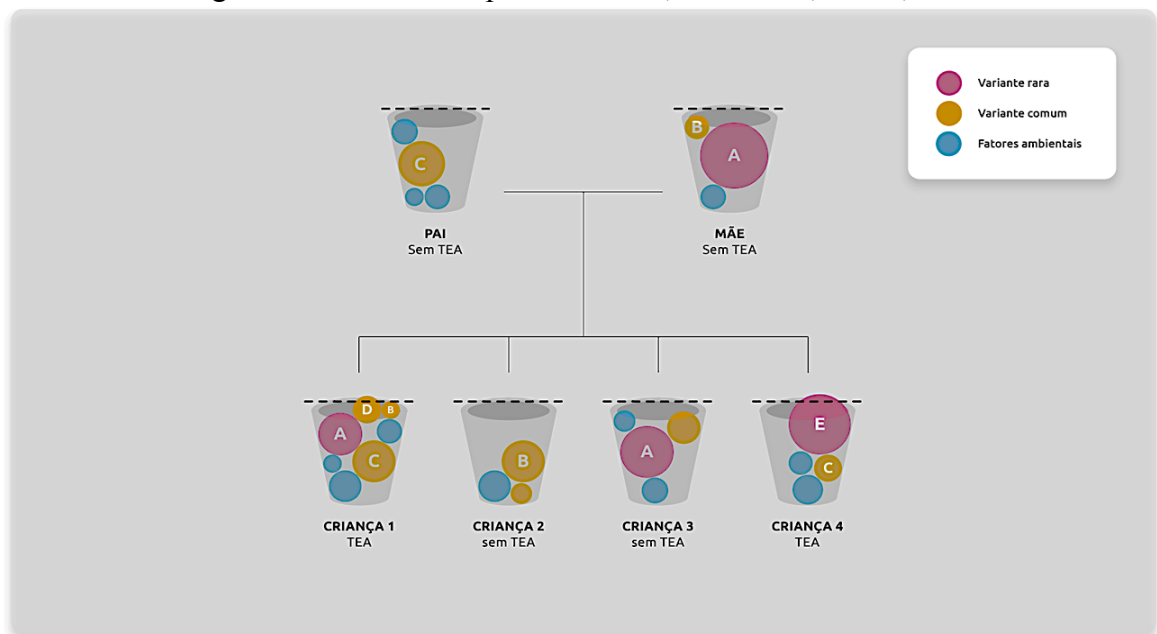 Variante rara
Variante comum
Fatores ambientais
B
A
C
PAI
Sem TEA
MÃE
Sem TEA
D
B
A
C
B
A
E
C
CRIANÇA 1
TEA
CRIANÇA 2
sem TEA
CRIANÇA 3
sem TEA
CRIANÇA 4
TEA